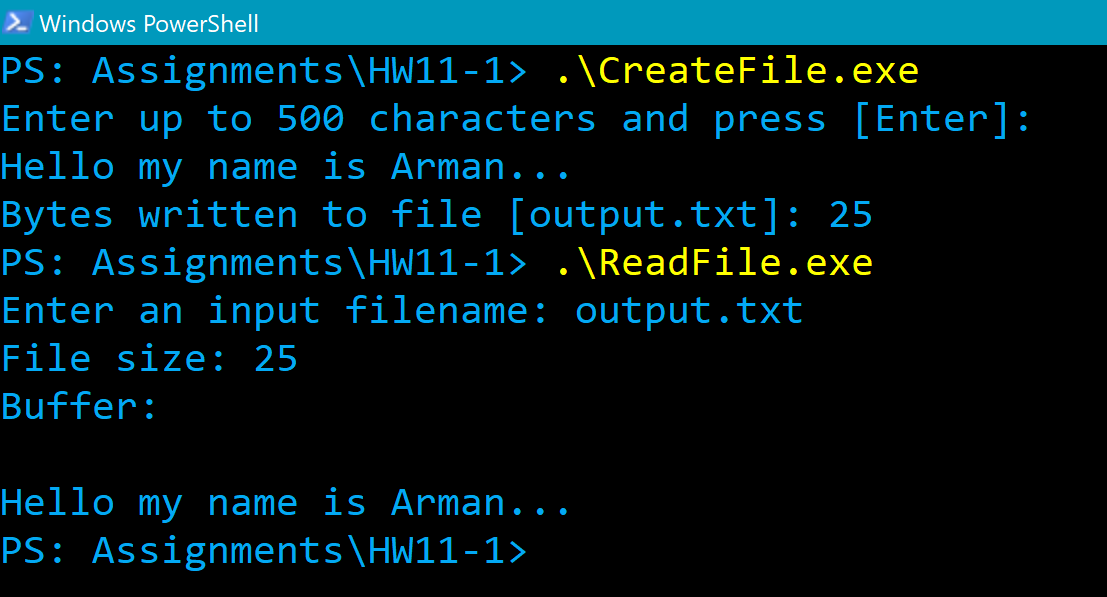 Windows PowerShell
PS: Assignments\HW11-1> .\CreateFile.exe
Enter up to 500 characters and press [Enter]:
Hello my name is Arman...
Bytes written to file [output.txt]: 25
PS: Assignments\HW11-1> .\ReadFile.exe
Enter an input filename: output.txt
File size: 25
Buffer:
Hello my name is Arman...
PS: Assignments\HW11-1>